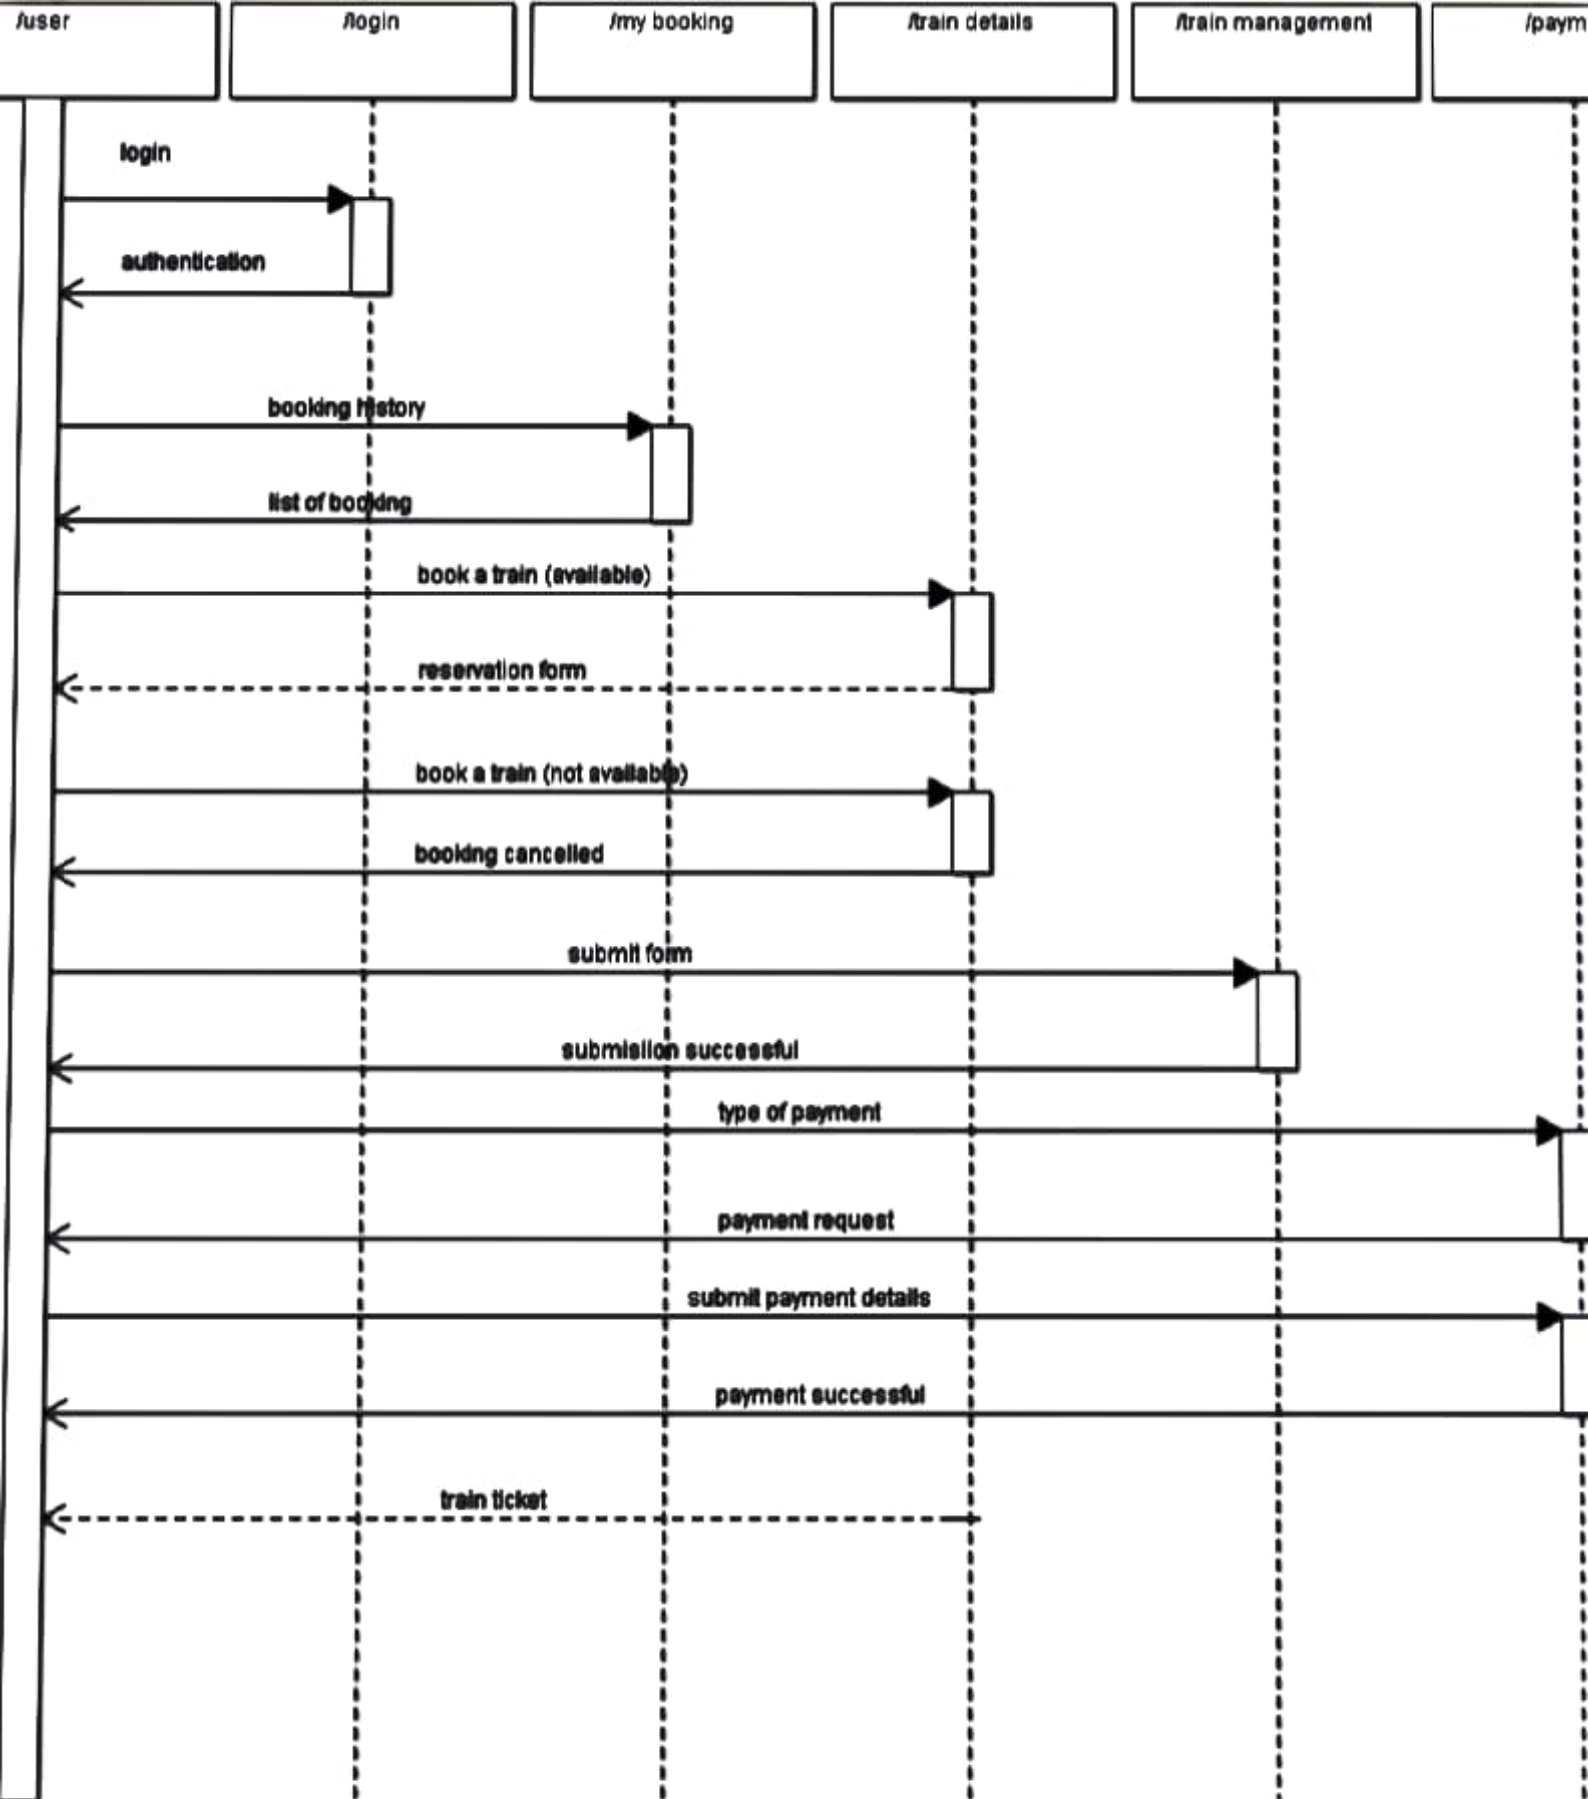 /user
/login
/my booking
/train details
/train management
/paym
login
authentication
booking history
list of booking
book a train (available)
reservation form
book a train (not available)
booking cancelled
submit form
submisiion successful
type of payment
payment request
submit payment details
payment successful
train ticket